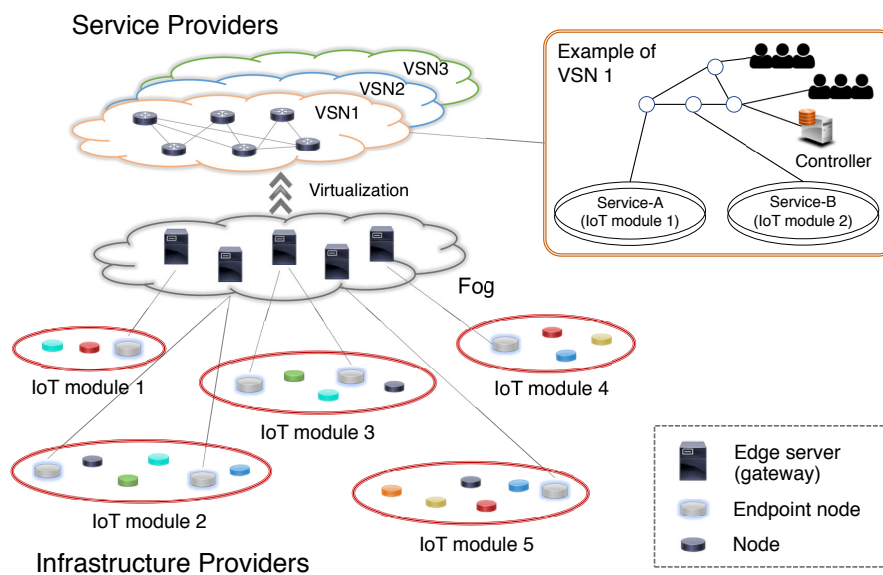 Service Providers
VSN3
VSN2
VSN1
Virtualization
Fog
Example of
VSN 1
Controller
Service-A
(IoT module 1)
Service-B
(IoT module 2)
IoT module 1
IoT module 3
IoT module 4
IoT module 2
IoT module 5
Infrastructure Providers
Edge server
(gateway)
Endpoint node
Node